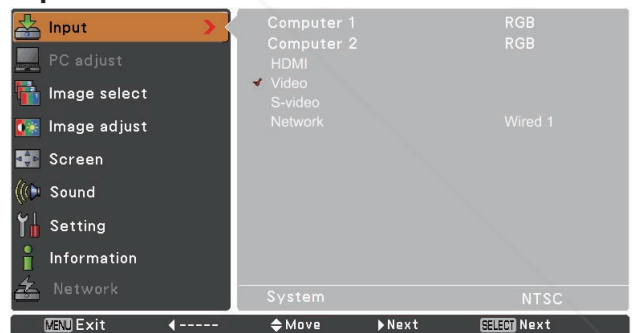 Input
PC adjust
Image select
Image adjust
Screen
Sound
Setting
Information
Network
Computer 1 RGB
Computer 2 RGB
HDMI
Video
S-video
Network Wired 1
System NTSC
MENU Exit ◀----- Move Next SELECT Next